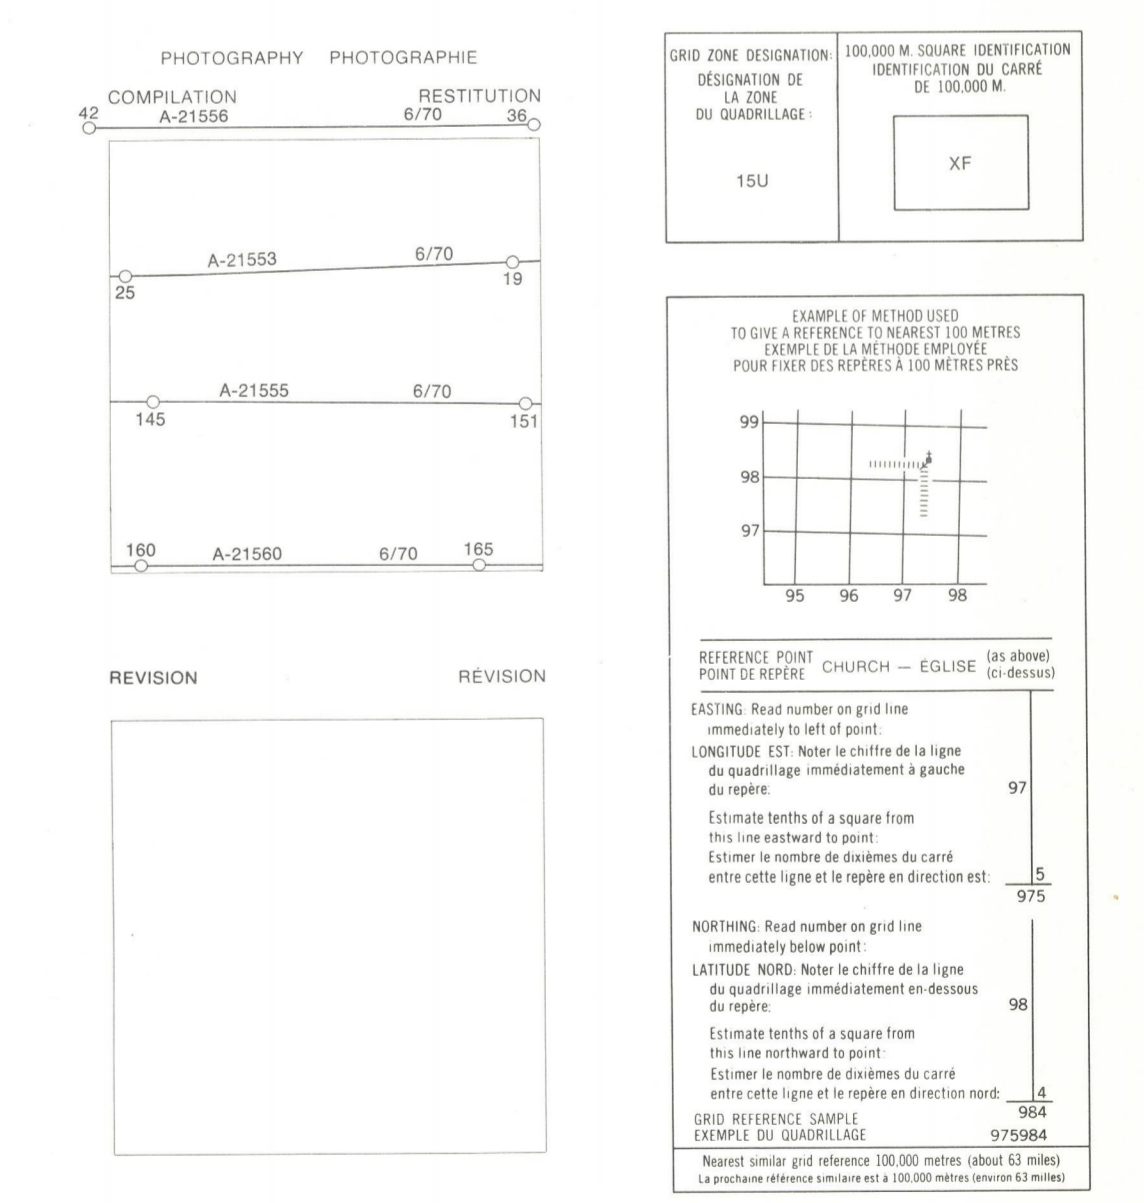 PHOTOGRAPHY PHOTOGRAPHIE
COMPILATION RESTITUTION
42 A-21556 6/70 36
A-21553 6/70
25 19
A-21555 6/70
145 151
160 A-21560 6/70 165
REVISION RÉVISION
GRID ZONE DESIGNATION:
DÉSIGNATION DE
LA ZONE
DU QUADRILLAGE:
15U
100,000 M. SQUARE IDENTIFICATION
IDENTIFICATION DU CARRÉ
DE 100,000 M.
XF
EXAMPLE OF METHOD USED
TO GIVE A REFERENCE TO NEAREST 100 METRES
EXEMPLE DE LA MÉTHODE EMPLOYÉE
POUR FIXER DES REPÈRES À 100 MÈTRES PRÈS
99
98
97
95 96 97 98
REFERENCE POINT CHURCH — ÉGLISE (as above)
POINT DE REPÈRE (ci-dessus)
EASTING: Read number on grid line
immediately to left of point:
LONGITUDE EST: Noter le chiffre de la ligne
du quadrillage immédiatement à gauche
du repère: 97
Estimate tenths of a square from
this line eastward to point:
Estimer le nombre de dixièmes du carré
entre cette ligne et le repère en direction est: 5
975
NORTHING: Read number on grid line
immediately below point:
LATITUDE NORD: Noter le chiffre de la ligne
du quadrillage immédiatement en-dessous
du repère: 98
Estimate tenths of a square from
this line northward to point:
Estimer le nombre de dixièmes du carré
entre cette ligne et le repère en direction nord: 4
984
GRID REFERENCE SAMPLE
EXEMPLE DU QUADRILLAGE 975984
Nearest similar grid reference 100,000 metres (about 63 miles)
La prochaine référence similaire est à 100,000 mètres (environ 63 milles)